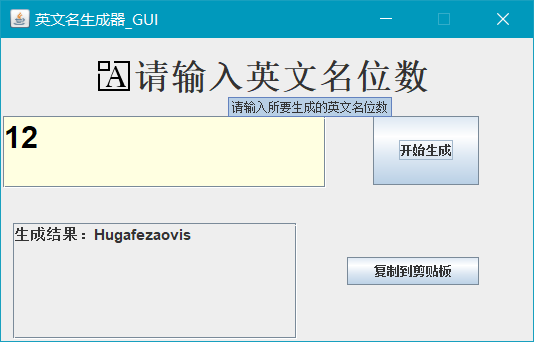 英文名生成器_GUI
A请输入英文名位数
请输入所要生成的英文名位数
12
开始生成
生成结果：Hugafezaovis
复制到剪贴板